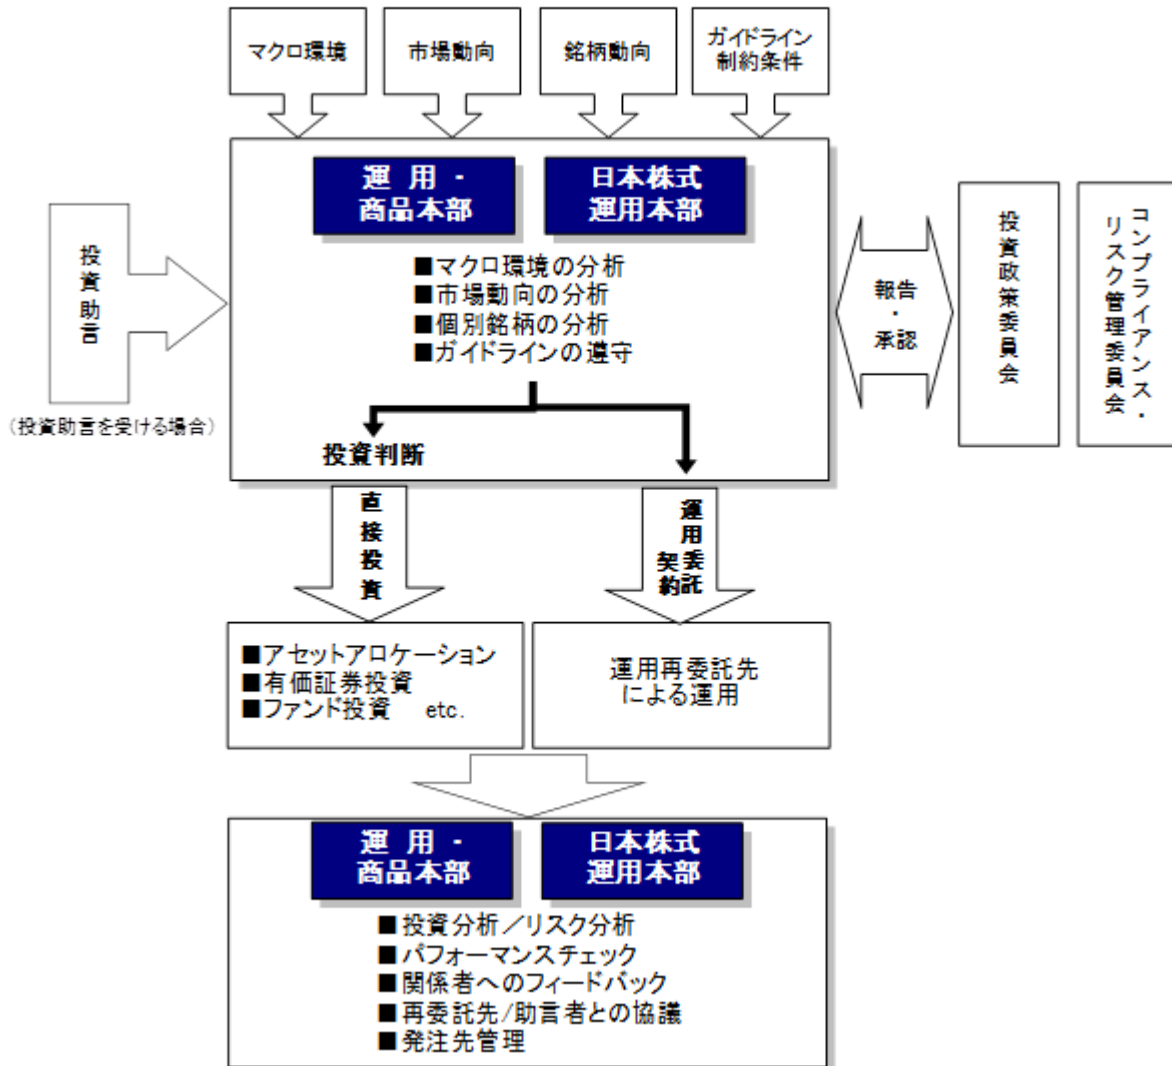 マクロ環境
市場動向
銘柄動向
ガイドライン
制約条件
運 用 -
商品本部
日本株式
運用本部
■マクロ環境の分析
■市場動向の分析
■個別銘柄の分析
■ガイドラインの遵守
投資助言
(投資助言を受ける場合)
報告
・
承認
投資政策委員会
コンプライアンス・
リスク管理委員会
投資判断
直接投資
運用委託
契約
■アセットアロケーション
■有価証券投資
■ファンド投資 etc.
運用再委託先
による運用
運 用 -
商品本部
日本株式
運用本部
■投資分析／リスク分析
■パフォーマンスチェック
■関係者へのフィードバック
■再委託先/助言者との協議
■発注先管理